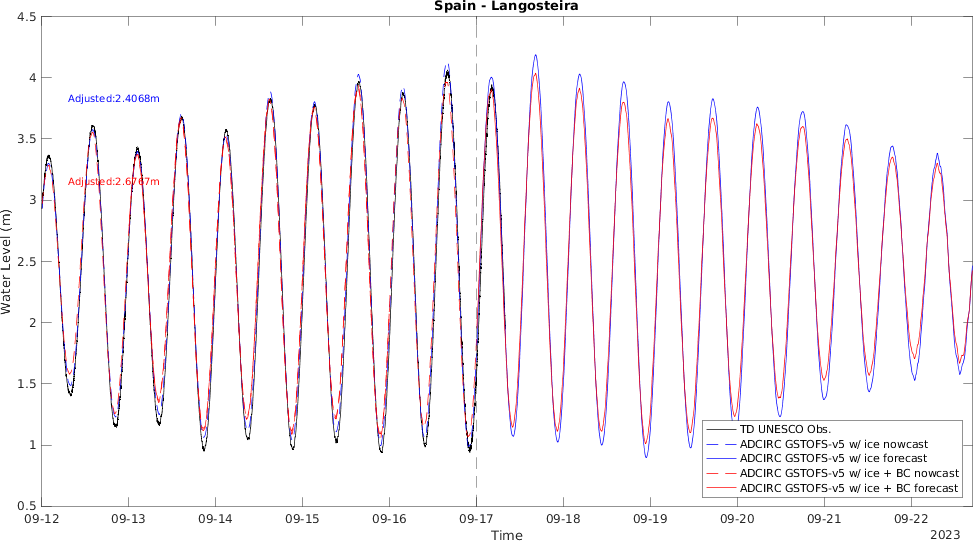 Spain - Langosteira
4.5
4
3.5
3
2.5
2
1.5
1
0.5
Water Level (m)
Adjusted:2.4068m
Adjusted:2.6767m
TD UNESCO Obs.
ADCIRC GSTOFS-v5 w/ ice nowcast
ADCIRC GSTOFS-v5 w/ ice forecast
ADCIRC GSTOFS-v5 w/ ice + BC nowcast
ADCIRC GSTOFS-v5 w/ ice + BC forecast
09-12 09-13 09-14 09-15 09-16 09-17 09-18 09-19 09-20 09-21 09-22
Time
2023